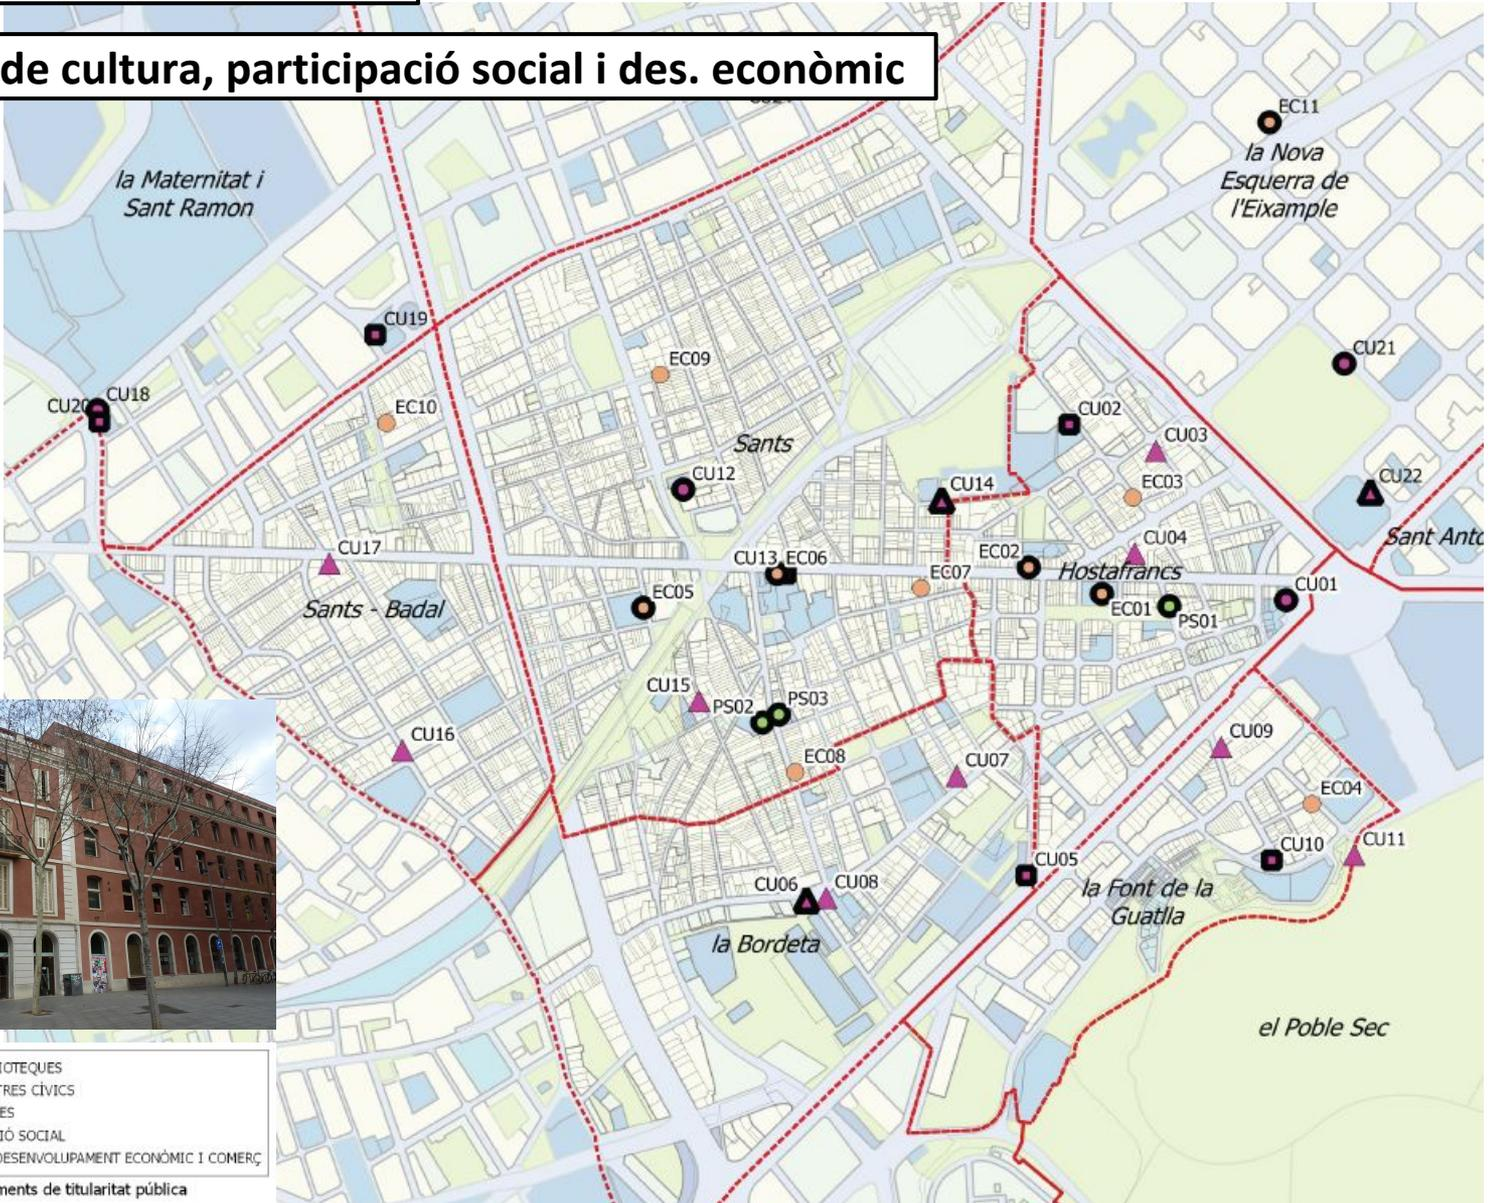 de cultura, participació social i des. econòmic
EC11
la Maternitat i
Sant Ramon
la Nova
Esquerra de
l'Eixample
CU19
CU21
EC09
CU20
CU18
EC10
CU02
Sants
CU03
CU12
CU14
EC03
CU22
Sant Anto
CU17
CU13
EC06
EC02
CU04
Hostafrancs
EC07
CU01
Sants - Badal
EC05
EC01
PS01
CU15
PS02
PS03
CU16
CU09
EC08
CU07
EC04
CU11
CU10
CU05
CU06
CU08
la Font de la
Guatlla
la Bordeta
el Poble Sec
IOTEQUES
TRES CÍVICS
ES
IÓ SOCIAL
DESENVOLUPAMENT ECONÒMIC I COMERÇ
ments de titularitat pública